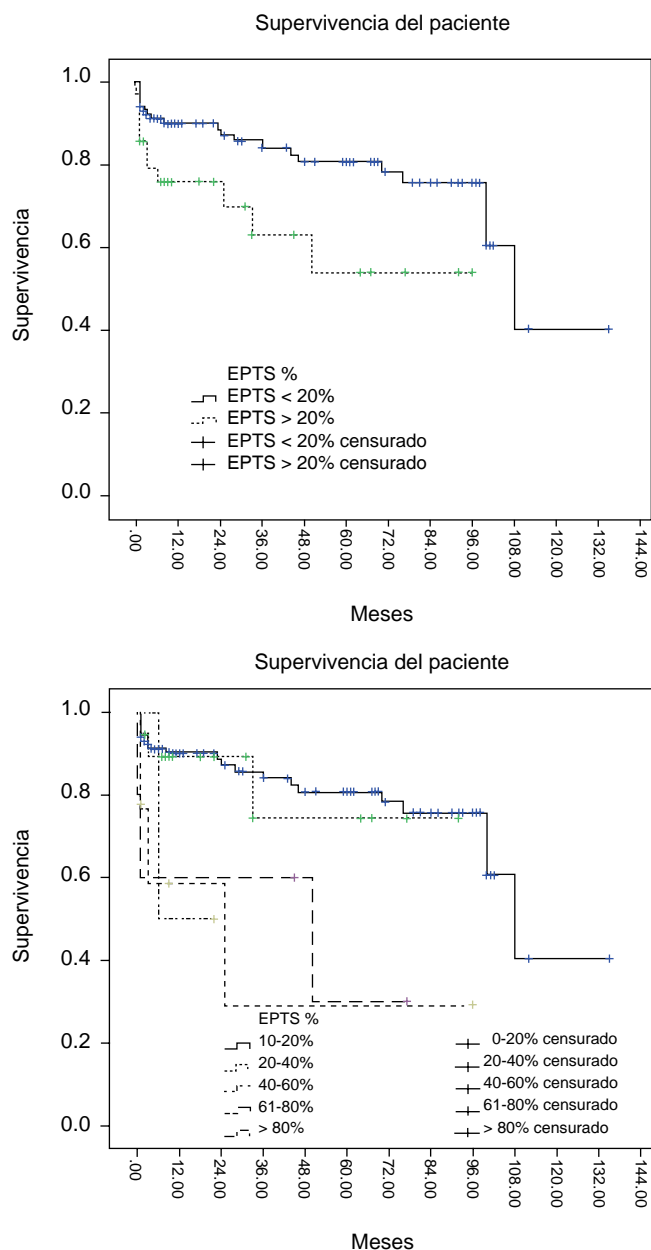 Supervivencia del paciente
1.0
0.8
0.6
0.4
0.2
0.0
Supervivencia
EPTS %
EPTS < 20%
EPTS > 20%
EPTS < 20% censurado
EPTS > 20% censurado
.00
12.00
24.00
36.00
48.00
60.00
72.00
84.00
96.00
108.00
120.00
132.00
144.00
Meses
Supervivencia del paciente
1.0
0.8
0.6
0.4
0.2
0.0
Supervivencia
EPTS %
10-20%
20-40%
40-60%
61-80%
> 80%
0-20% censurado
20-40% censurado
40-60% censurado
61-80% censurado
> 80% censurado
.00
12.00
24.00
36.00
48.00
60.00
72.00
84.00
96.00
108.00
120.00
132.00
144.00
Meses